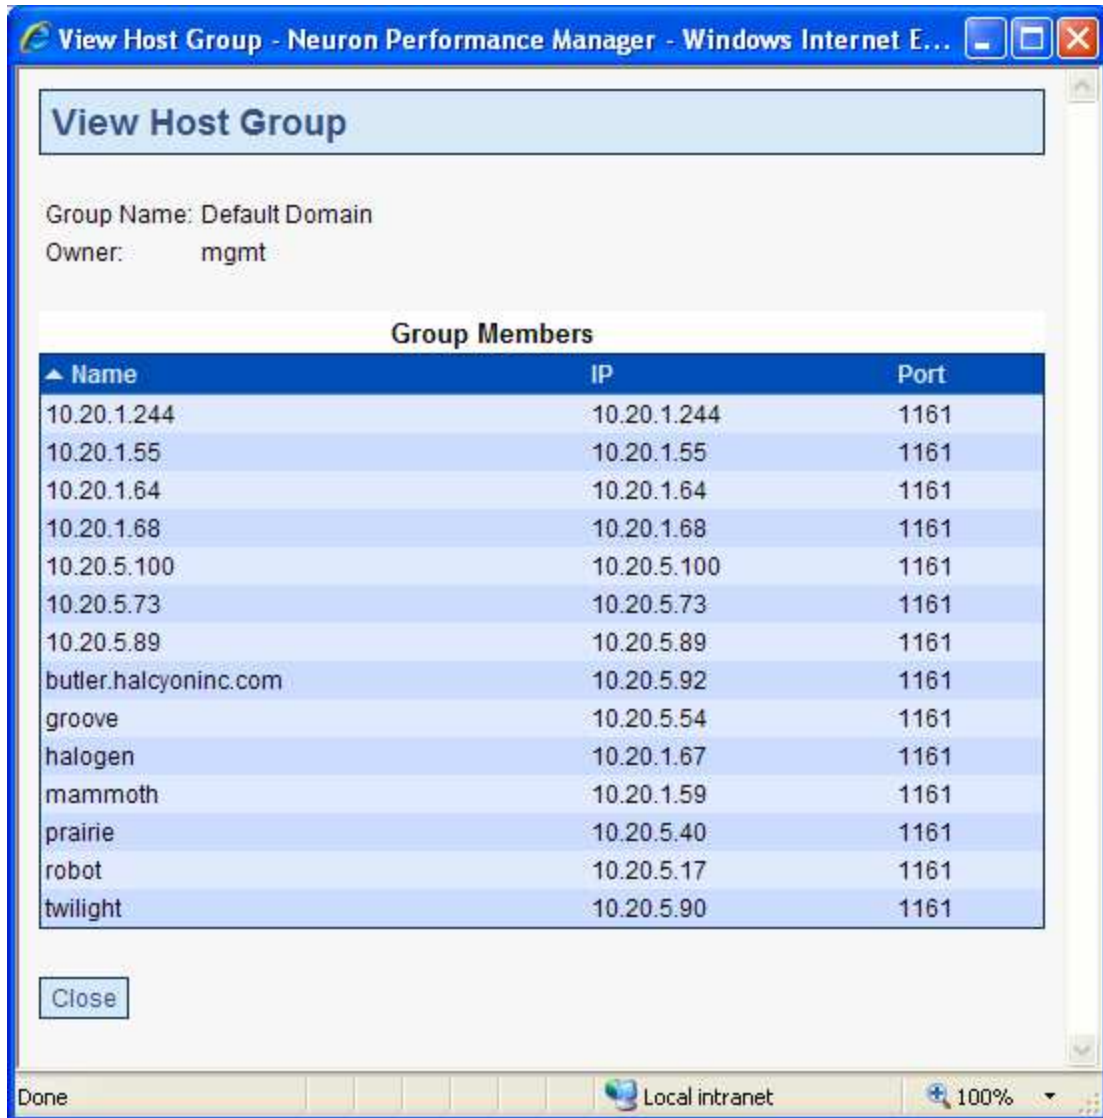 View Host Group - Neuron Performance Manager - Windows Internet E...
View Host Group
Group Name: Default Domain
Owner: mgmt
Group Members
Name IP Port
10.20.1.244 10.20.1.244 1161
10.20.1.55 10.20.1.55 1161
10.20.1.64 10.20.1.64 1161
10.20.1.68 10.20.1.68 1161
10.20.5.100 10.20.5.100 1161
10.20.5.73 10.20.5.73 1161
10.20.5.89 10.20.5.89 1161
butler.halcyoninc.com 10.20.5.92 1161
groove 10.20.5.54 1161
halogen 10.20.1.67 1161
mammoth 10.20.1.59 1161
prairie 10.20.5.40 1161
robot 10.20.5.17 1161
twilight 10.20.5.90 1161
Close
Done Local intranet 100%